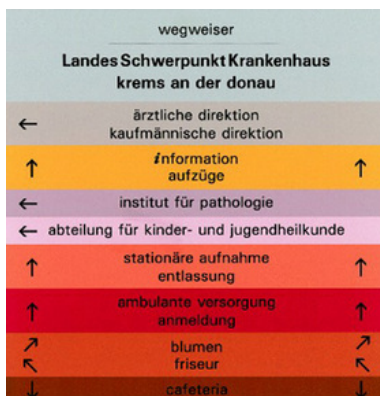 wegweiser
Landes Schwerpunkt Krankenhaus
krems an der donau
← ärztliche direktion
kaufmännische direktion
↑ information ↑
aufzüge
← institut für pathologie
← abteilung für kinder- und jugendheilkunde
↑ stationäre aufnahme ↑
entlassung
↑ ambulante versorgung ↑
anmeldung
↗ blumen ↗
↖ friseur ↖
↓ cafeteria ↓